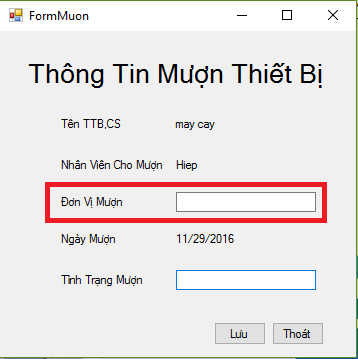 FormMuon
Thông Tin Mượn Thiết Bị
Tên TTB,CS may cay
Nhân Viên Cho Mượn Hiep
Đơn Vị Mượn
Ngày Mượn 11/29/2016
Tình Trạng Mượn
Lưu Thoát